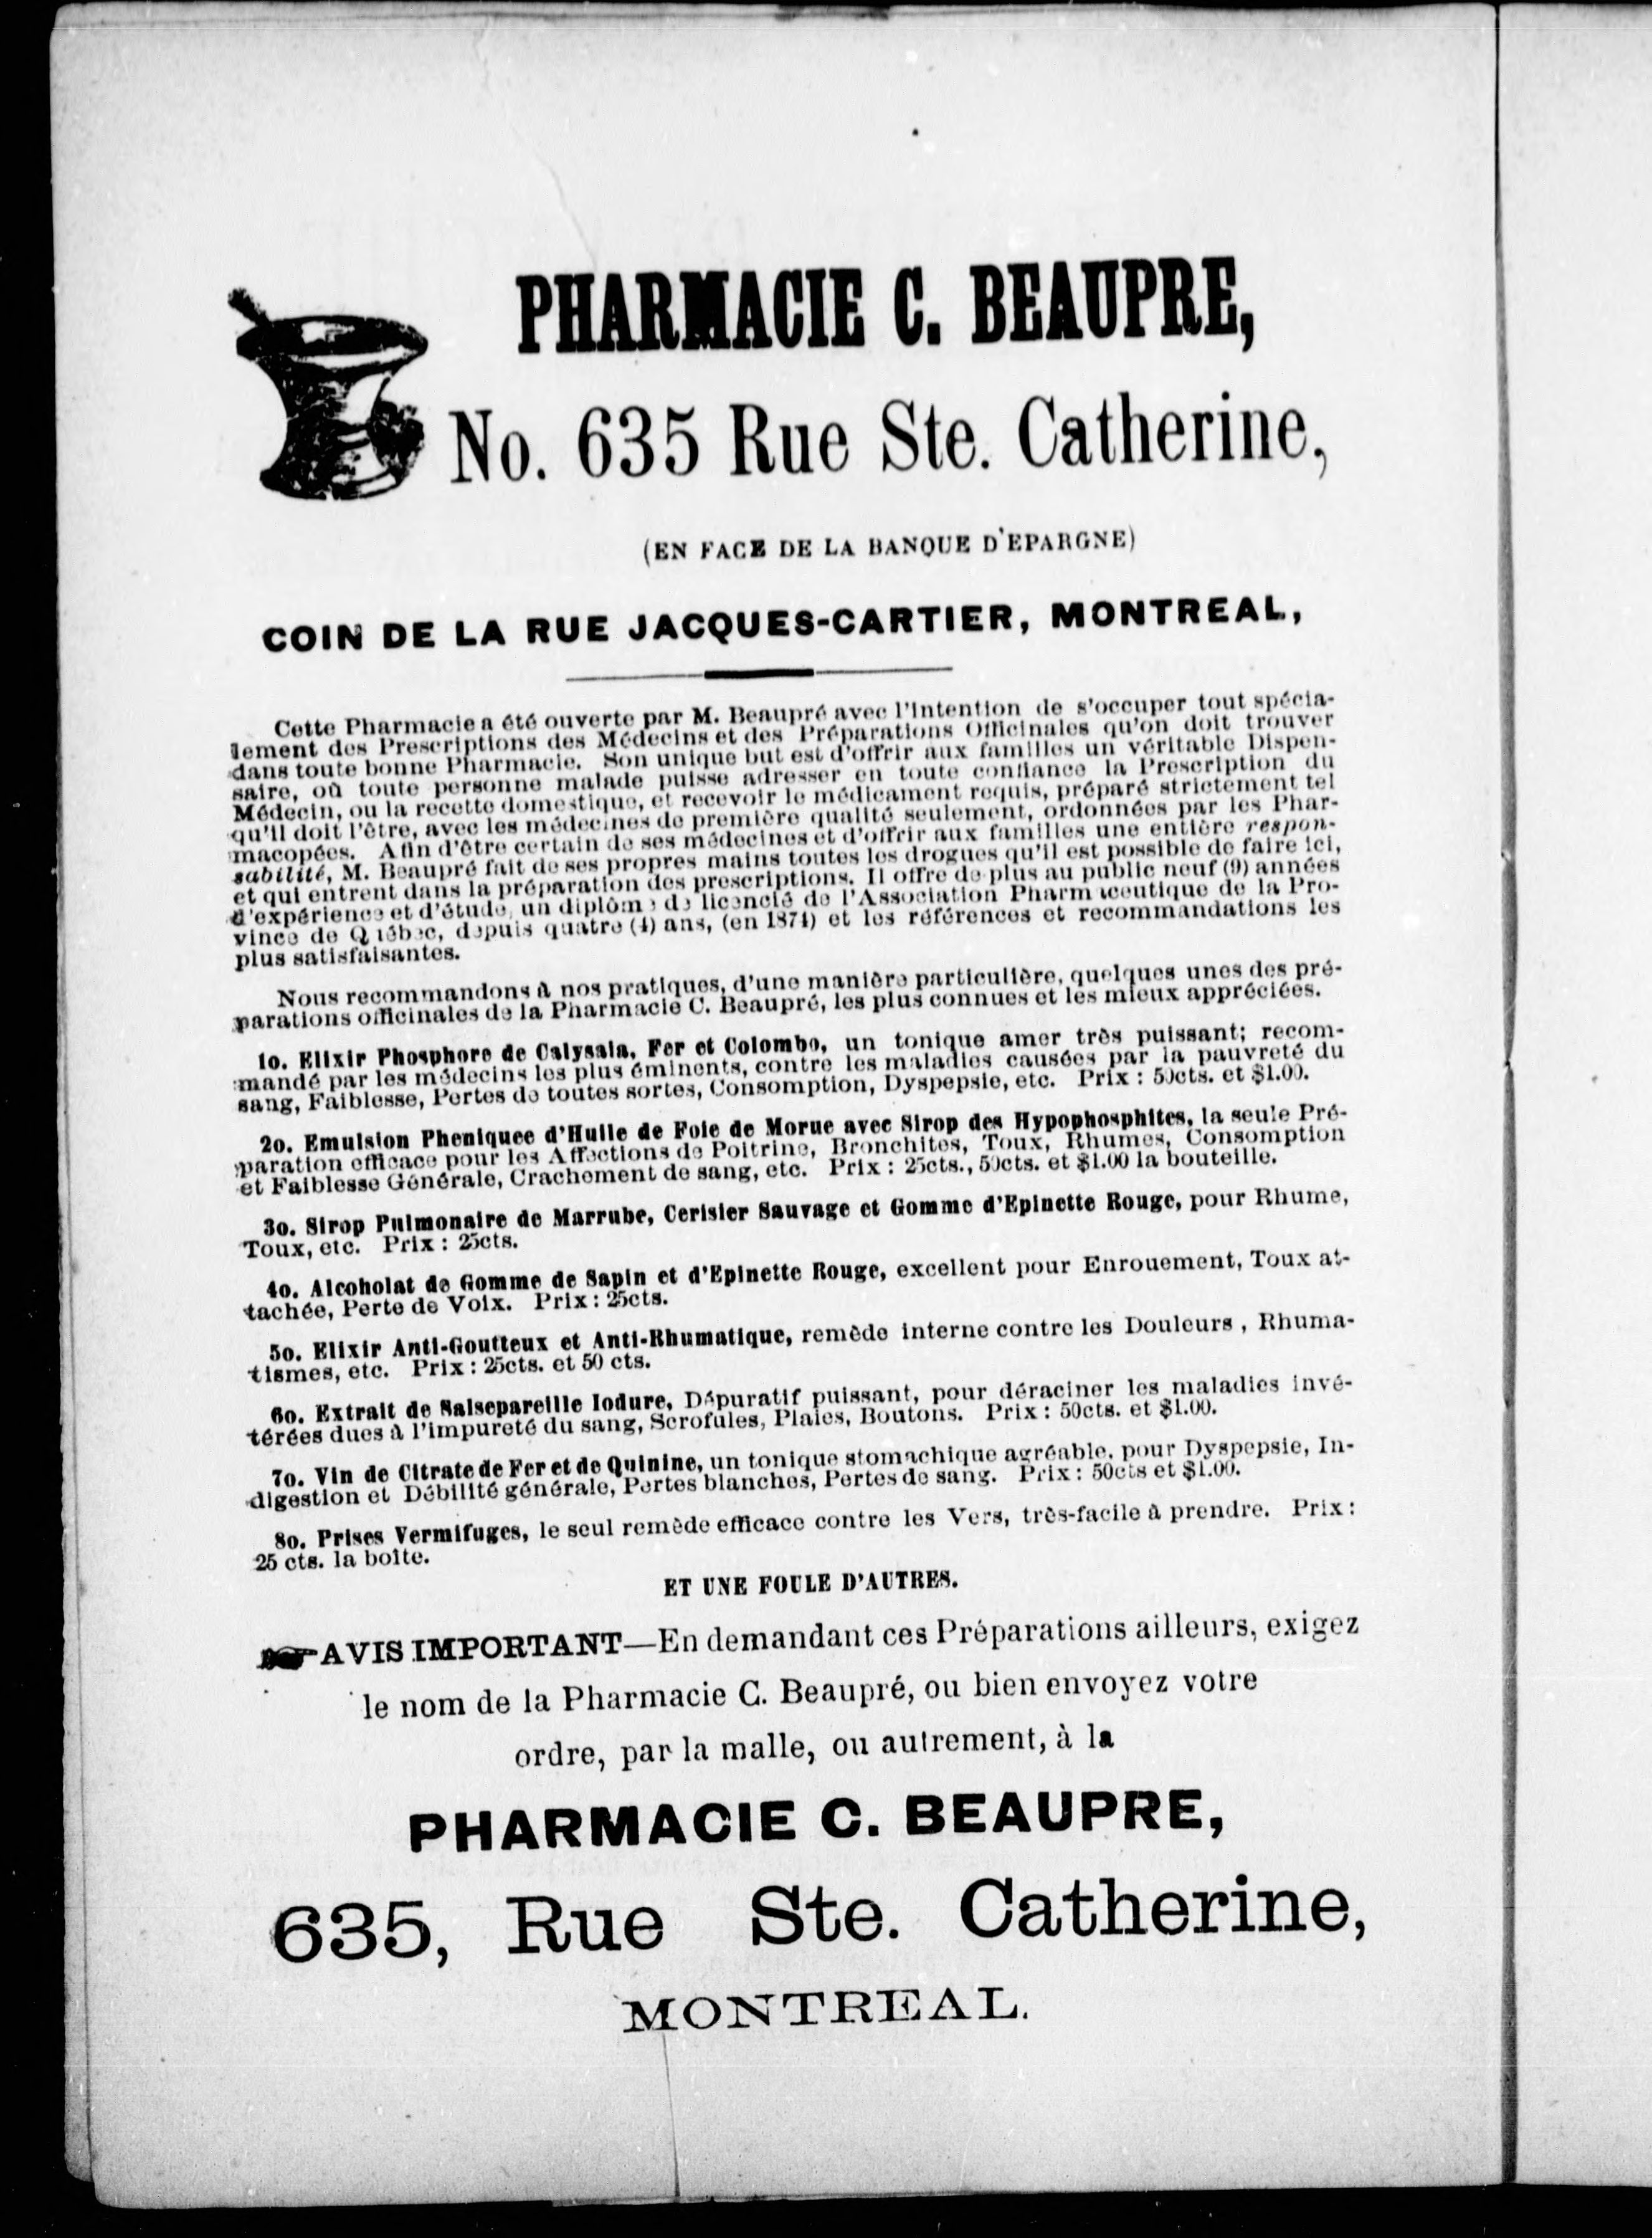 PHARMACIE C. BEAUPRE,
No. 635 Rue Ste. Catherine,
(EN FACE DE LA BANQUE D'EPARGNE)
COIN DE LA RUE JACQUES-CARTIER, MONTREAL,
Cette Pharmacie a été ouverte par M. Beaupré avec l'Intention de s'occuper tout spécia-
lement des Prescriptions des Médecins et des Préparations Officinales qu'on doit trouver
dans toute bonne Pharmacie. Son unique but est d'offrir aux familles un véritable Dispen-
saire, où toute personne malade puisse adresser en toute confiance la Prescription du
Médecin, ou la recette domestique, et recevoir le médicament requis, préparé strictement tel
qu'il doit l'être, avec les médecines de première qualité seulement, ordonnées par les Phar-
macopées. Afin d'être certain de ses médecines et d'offrir aux familles une entière respon-
sabilité, M. Beaupré fait de ses propres mains toutes les drogues qu'il est possible de faire ici,
et qui entrent dans la préparation des prescriptions. Il offre de plus au public neuf (9) années
d'expérience et d'étude, un diplôme de licencié de l'Association Pharmaceutique de la Pro-
vince de Québec, depuis quatre (4) ans, (en 1874) et les références et recommandations les
plus satisfaisantes.
Nous recommandons à nos pratiques, d'une manière particulière, quelques unes des pré-
parations officinales de la Pharmacie C. Beaupré, les plus connues et les mieux appréciées.
1o. Elixir Phosphore de Calysaia, Fer et Colombo, un tonique amer très puissant; recom-
mandé par les médecins les plus éminents, contre les maladies causées par la pauvreté du
sang, Faiblesse, Pertes de toutes sortes, Consomption, Dyspepsie, etc. Prix : 50cts. et $1.00.
2o. Emulsion Pheniquee d'Huile de Foie de Morue avec Sirop des Hypophosphites, la seule Pré-
paration efficace pour les Affections de Poitrine, Bronchites, Toux, Rhumes, Consomption
et Faiblesse Générale, Crachement de sang, etc. Prix : 25cts., 50cts. et $1.00 la bouteille.
3o. Sirop Pulmonaire de Marrube, Cerisier Sauvage et Gomme d'Epinette Rouge, pour Rhume,
Toux, etc. Prix : 25cts.
4o. Alcoholat de Gomme de Sapin et d'Epinette Rouge, excellent pour Enrouement, Toux at-
tachée, Perte de Voix. Prix : 25cts.
5o. Elixir Anti-Goutteux et Anti-Rhumatique, remède interne contre les Douleurs , Rhuma-
tismes, etc. Prix : 25cts. et 50 cts.
6o. Extrait de Salsepareille Iodure, Dépuratif puissant, pour déraciner les maladies invé-
térées dues à l'impureté du sang, Scrofules, Plaies, Boutons. Prix : 50cts. et $1.00.
7o. Vin de Citrate de Fer et de Quinine, un tonique stomachique agréable, pour Dyspepsie, In-
digestion et Débilité générale, Pertes blanches, Pertes de sang. Prix : 50cts et $1.00.
8o. Prises Vermifuges, le seul remède efficace contre les Vers, très-facile à prendre. Prix :
25 cts. la boîte.
ET UNE FOULE D'AUTRES.
AVIS IMPORTANT—En demandant ces Préparations ailleurs, exigez
le nom de la Pharmacie C. Beaupré, ou bien envoyez votre
ordre, par la malle, ou autrement, à la
PHARMACIE C. BEAUPRE,
635, Rue Ste. Catherine,
MONTREAL.